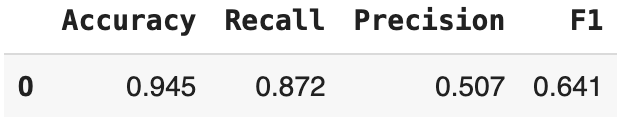 Accuracy Recall Precision F1
0 0.945 0.872 0.507 0.641